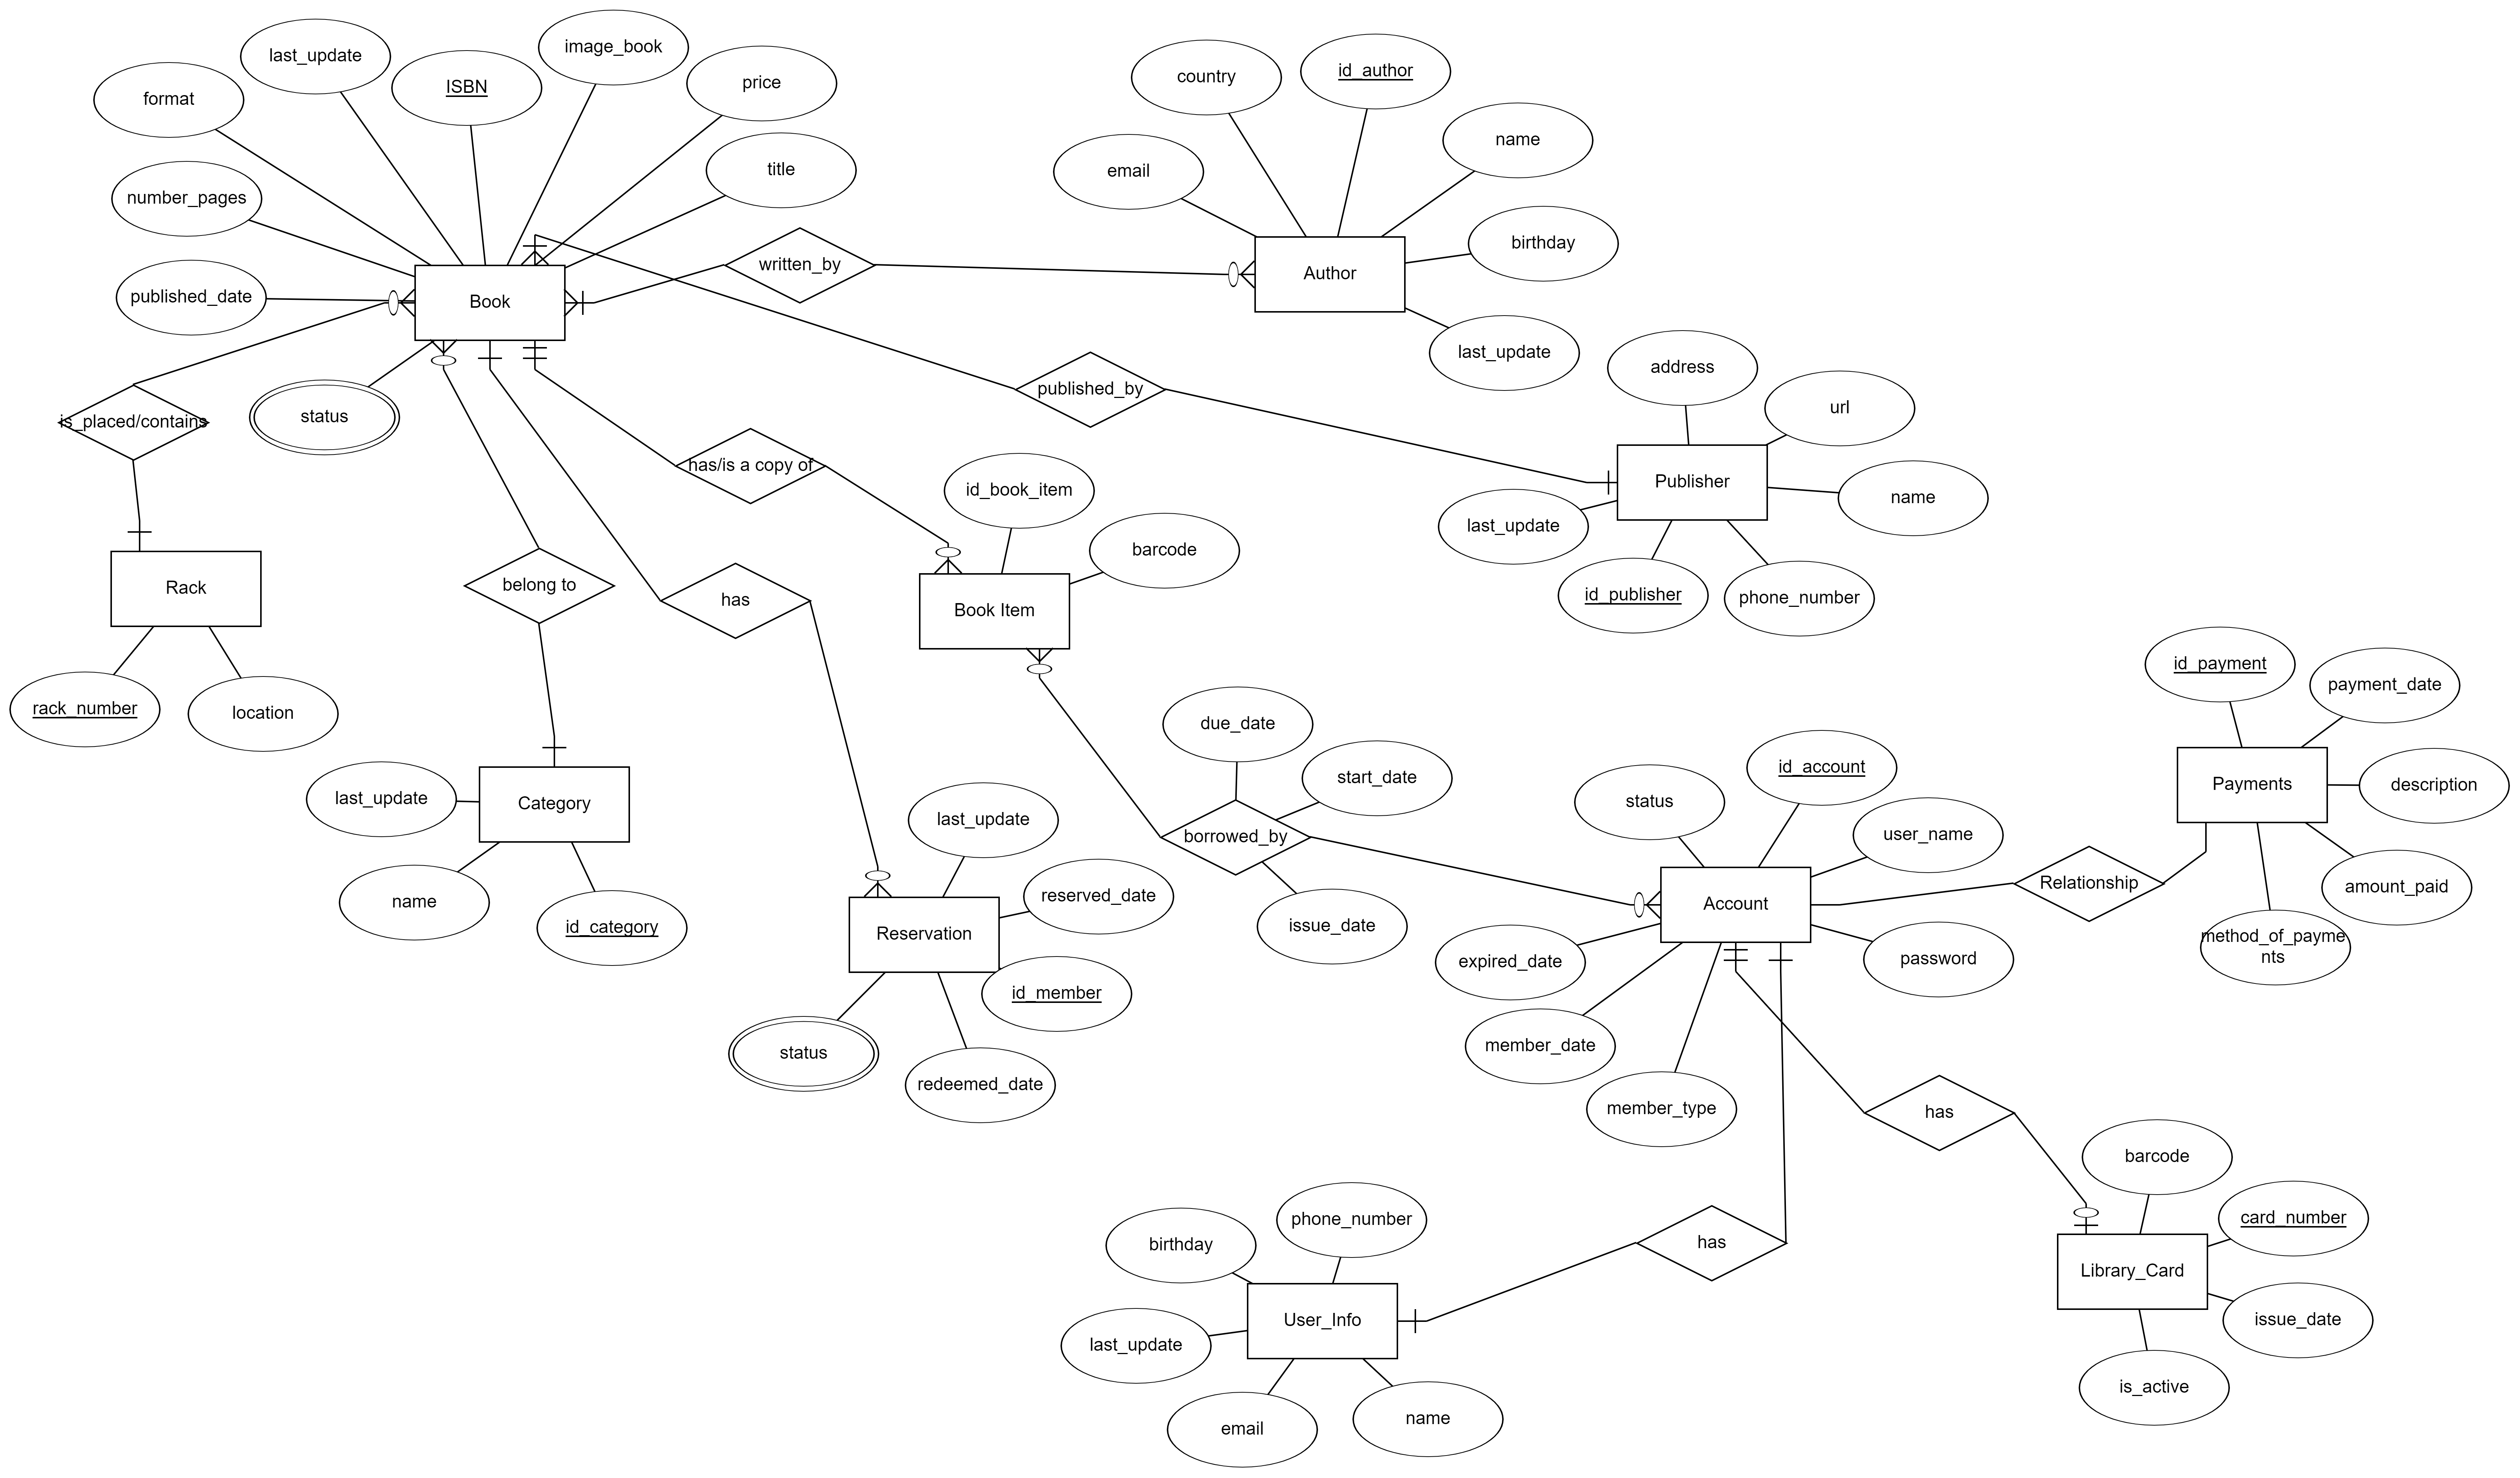 image_book
last_update
ISBN
price
format
title
number_pages
published_date
Book
status
written_by
country
id_author
name
email
birthday
Author
last_update
published_by
address
url
Publisher
name
last_update
id_publisher
phone_number
is_placed/contains
Rack
rack_number
location
has/is a copy of
id_book_item
barcode
Book Item
belong to
has
Category
last_update
name
id_category
last_update
reserved_date
Reservation
id_member
status
redeemed_date
due_date
start_date
borrowed_by
issue_date
status
id_account
user_name
Account
expired_date
password
member_date
member_type
Relationship
id_payment
payment_date
Payments
description
amount_paid
method_of_payme
nts
has
barcode
card_number
Library_Card
issue_date
is_active
has
phone_number
birthday
User_Info
last_update
email
name